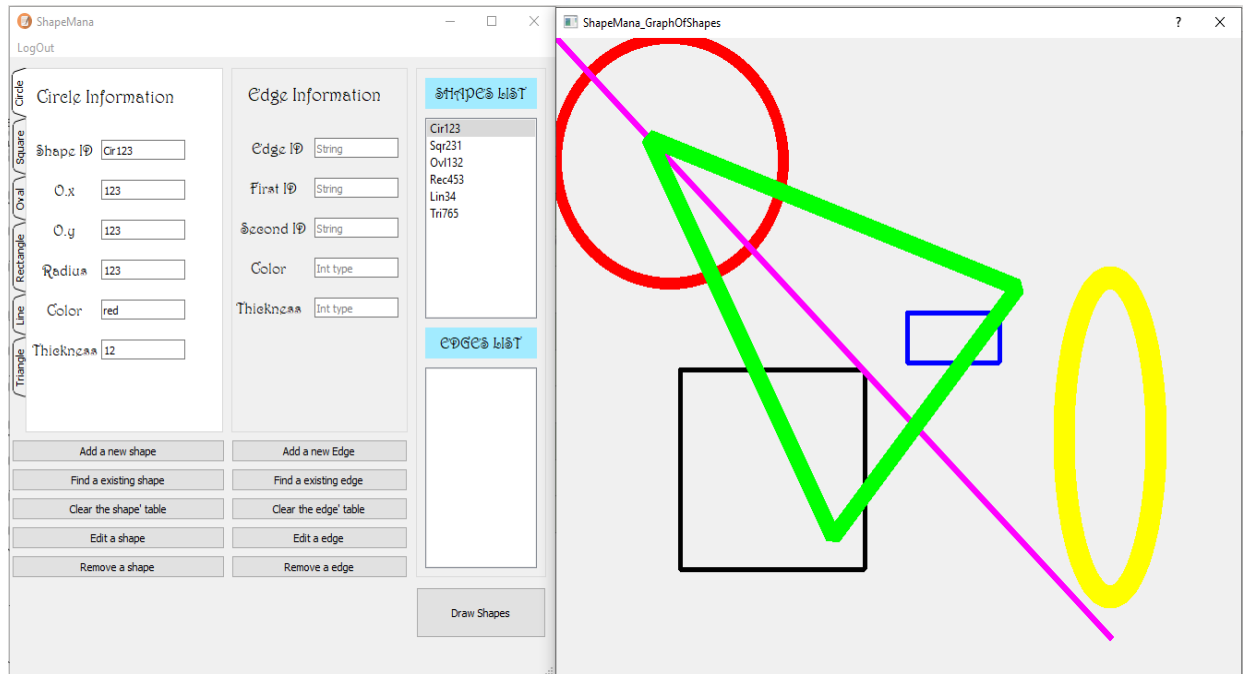 ShapeMana
LogOut
Circle
Square
Oval
Rectangle
Line
Triangle
Circle Information
Shape ID Cir123
O.x 123
O.y 123
Radius 123
Color red
Thickness 12
Edge Information
Edge ID String
First ID String
Second ID String
Color Int type
Thickness Int type
SHAPES LIST
Cir123
Sqr231
Ovl132
Rec453
Lin34
Tri765
EDGES LIST
Add a new shape
Find a existing shape
Clear the shape' table
Edit a shape
Remove a shape
Add a new Edge
Find a existing edge
Clear the edge' table
Edit a edge
Remove a edge
Draw Shapes
ShapeMana_GraphOfShapes